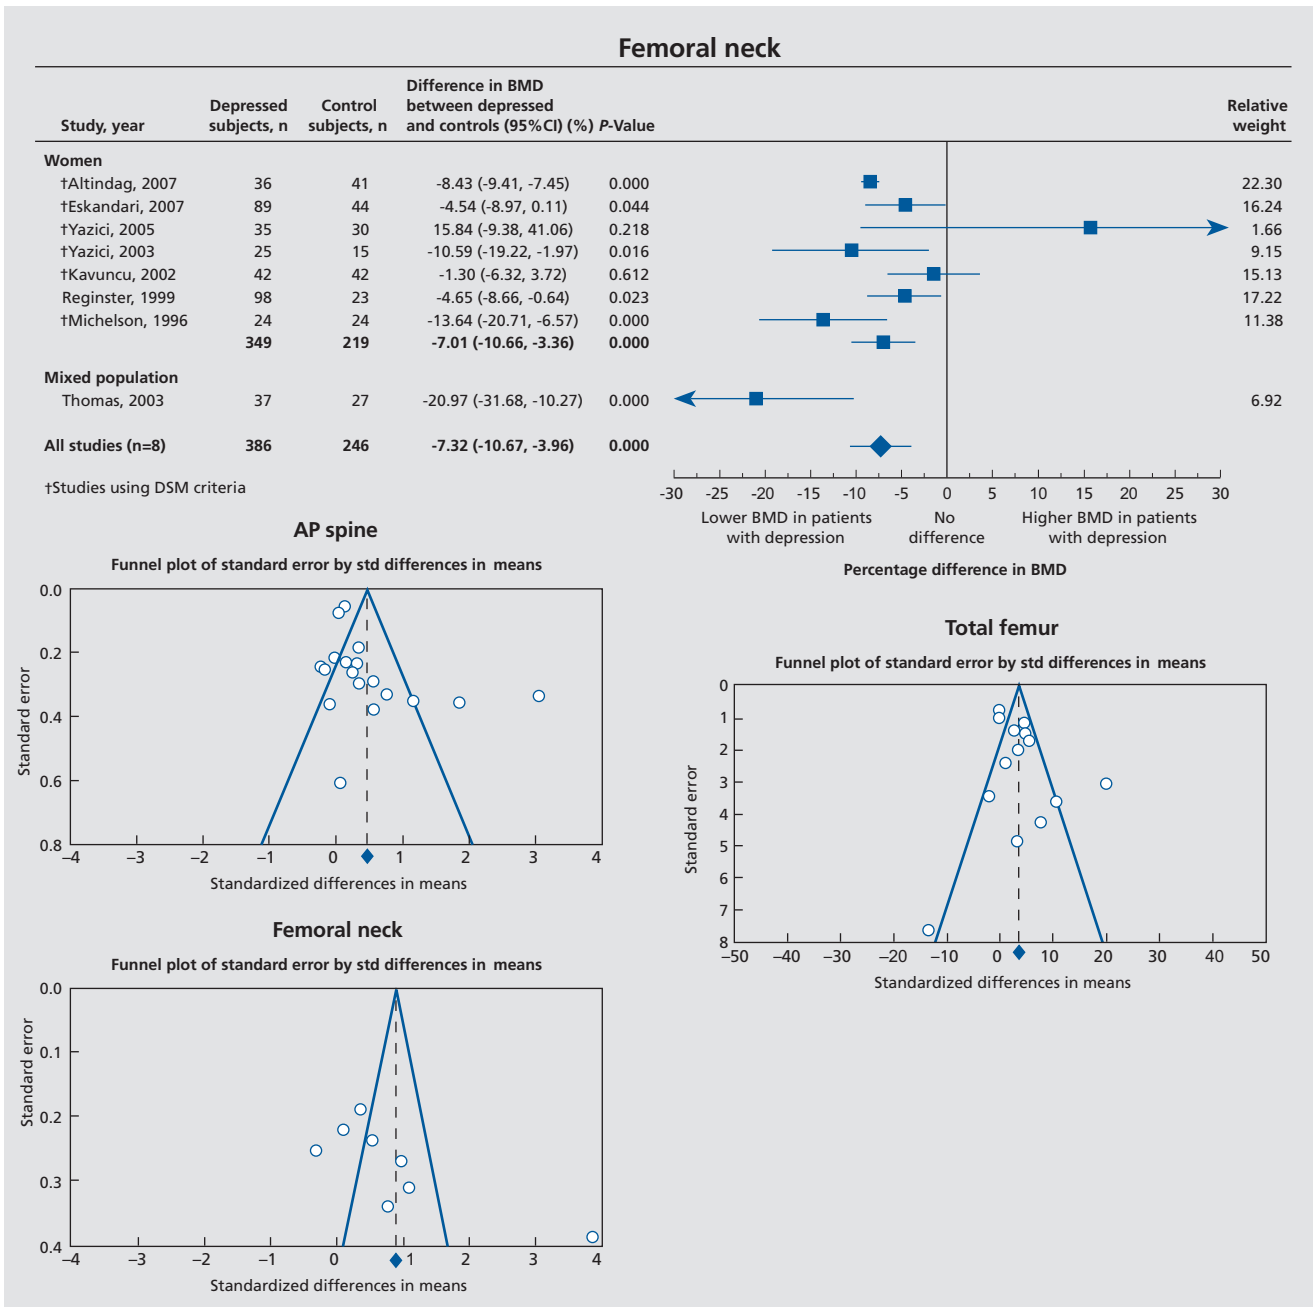 Femoral neck
Study, year Depressed subjects, n Control subjects, n Difference in BMD between depressed and controls (95%CI) (%) P-Value Relative weight
Women
†Altindag, 2007 36 41 -8.43 (-9.41, -7.45) 0.000 22.30
†Eskandari, 2007 89 44 -4.54 (-8.97, 0.11) 0.044 16.24
†Yazici, 2005 35 30 15.84 (-9.38, 41.06) 0.218 1.66
†Yazici, 2003 25 15 -10.59 (-19.22, -1.97) 0.016 9.15
†Kavuncu, 2002 42 42 -1.30 (-6.32, 3.72) 0.612 15.13
Reginster, 1999 98 23 -4.65 (-8.66, -0.64) 0.023 17.22
†Michelson, 1996 24 24 -13.64 (-20.71, -6.57) 0.000 11.38
349 219 -7.01 (-10.66, -3.36) 0.000
Mixed population
Thomas, 2003 37 27 -20.97 (-31.68, -10.27) 0.000 6.92
All studies (n=8) 386 246 -7.32 (-10.67, -3.96) 0.000
†Studies using DSM criteria
-30 -25 -20 -15 -10 -5 0 5 10 15 20 25 30
Lower BMD in patients with depression
No difference
Higher BMD in patients with depression
Percentage difference in BMD
AP spine
Funnel plot of standard error by std differences in means
Standard error
0.0
0.2
0.4
0.6
0.8
−4 −3 −2 −1 0 1 2 3 4
Standardized differences in means
Total femur
Funnel plot of standard error by std differences in means
Standard error
0
1
2
3
4
5
6
7
8
−50 −40 −30 −20 −10 0 10 20 30 40 50
Standardized differences in means
Femoral neck
Funnel plot of standard error by std differences in means
Standard error
0.0
0.1
0.2
0.3
0.4
−4 −3 −2 −1 0 1 2 3 4
Standardized differences in means